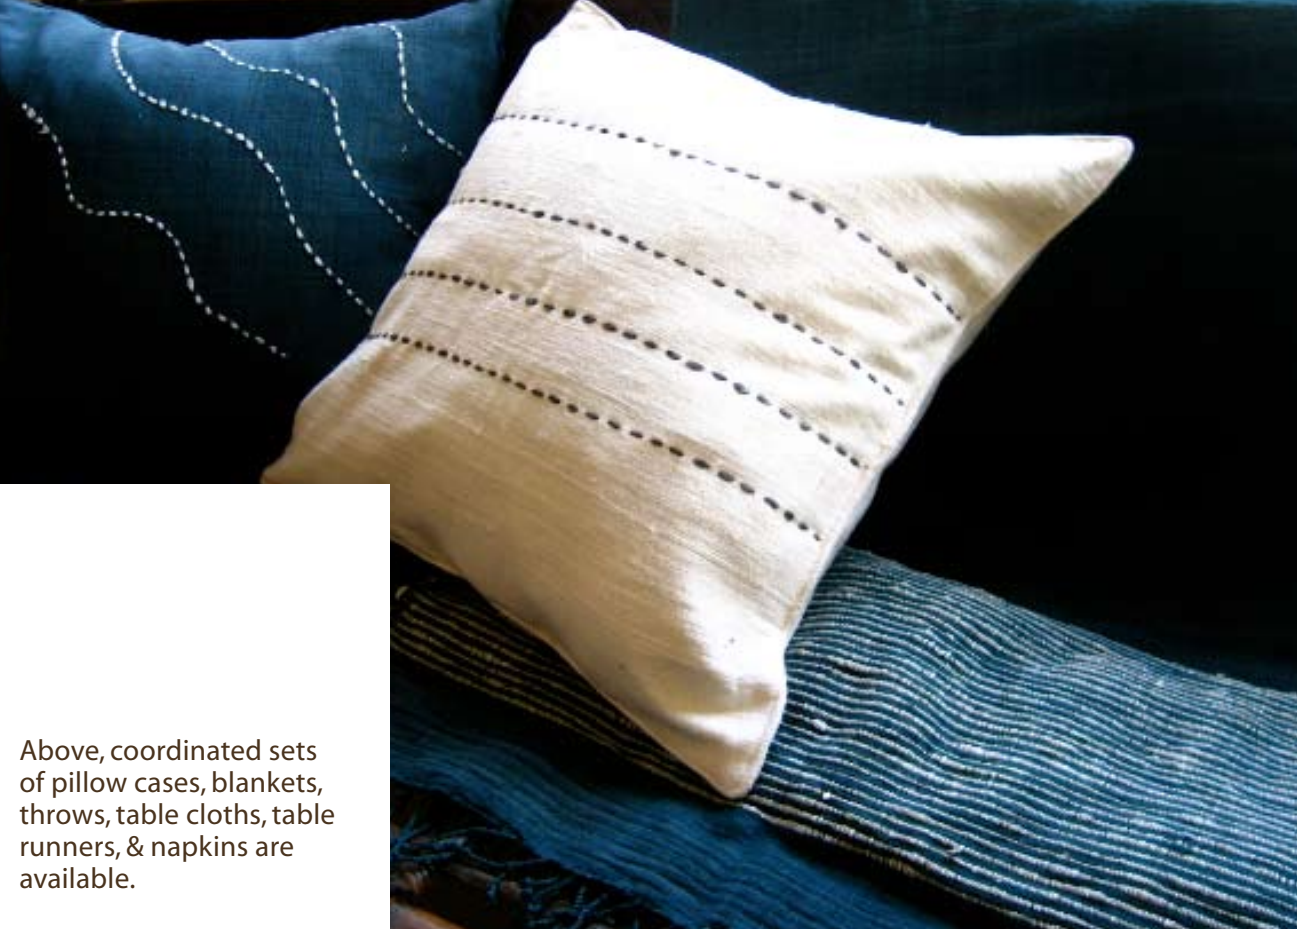 Above, coordinated sets
of pillow cases, blankets,
throws, table cloths, table
runners, & napkins are
available.